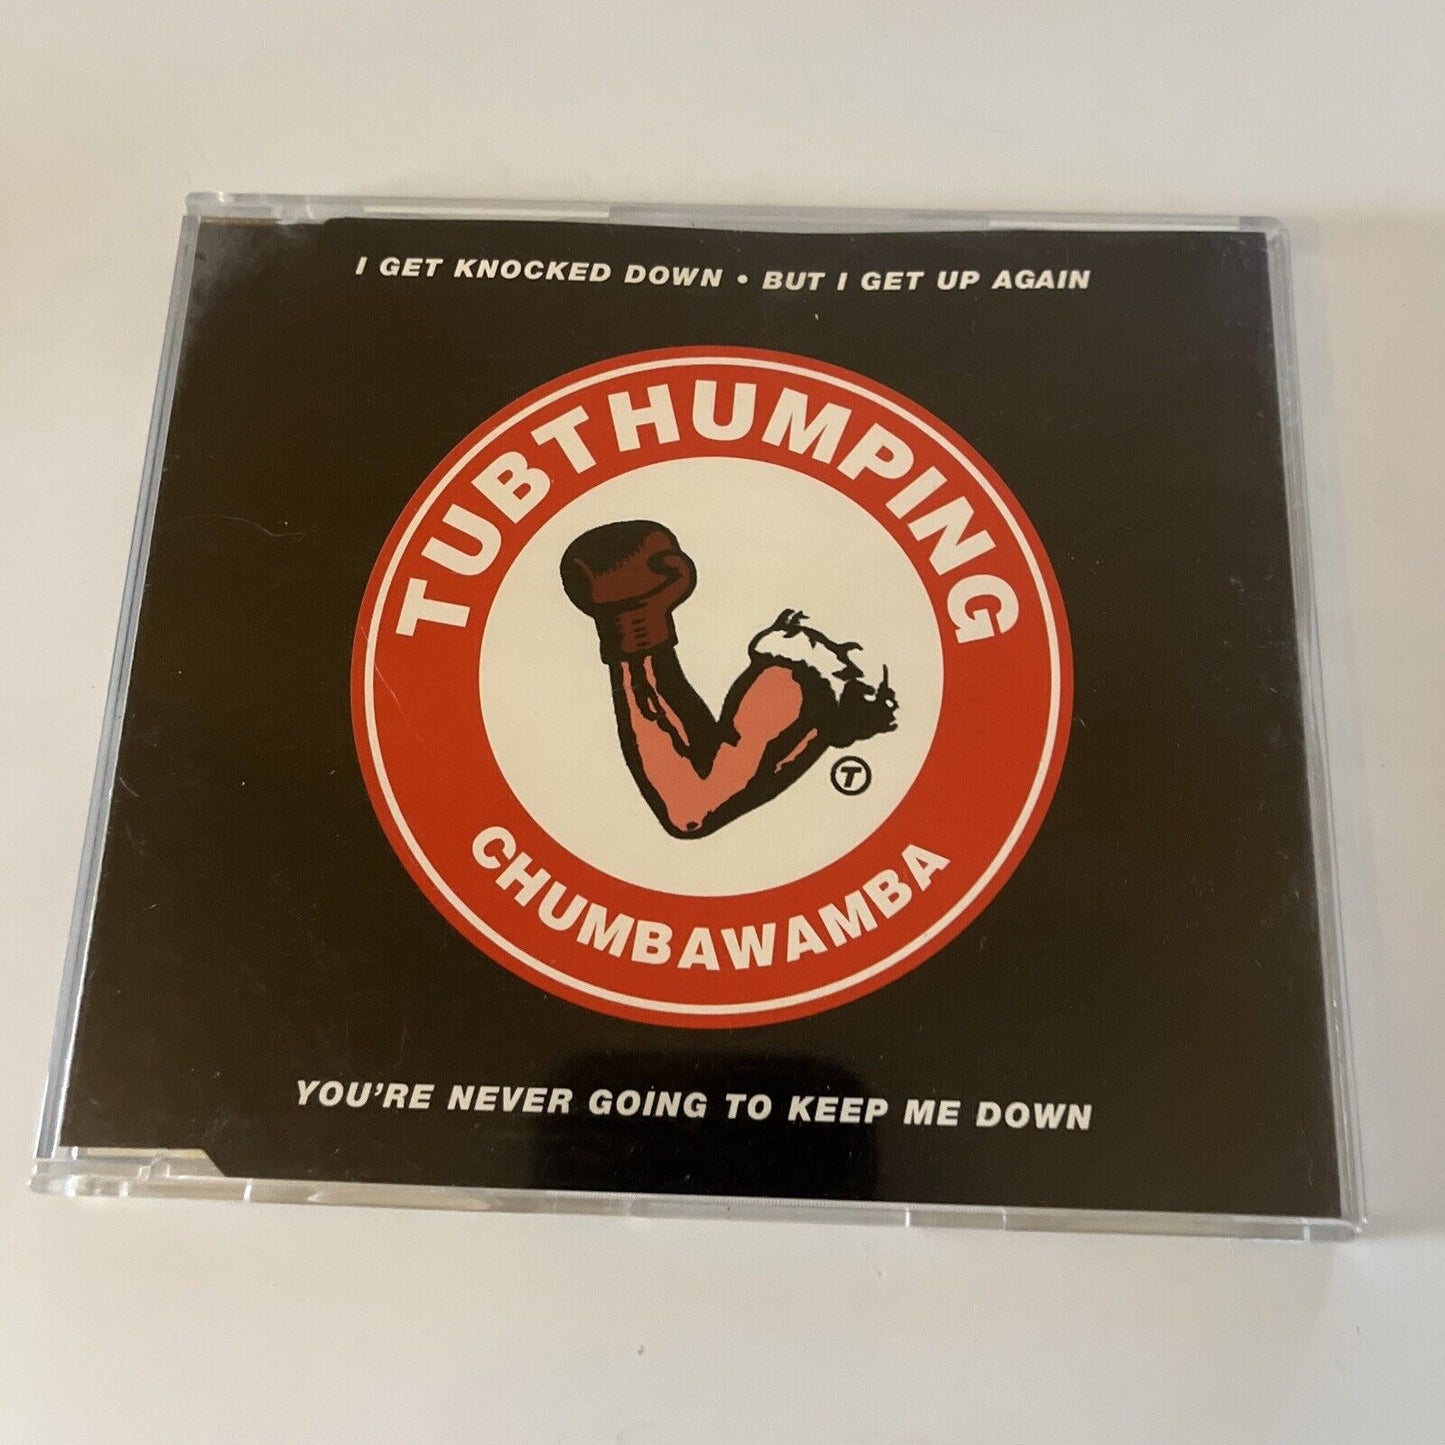 I GET KNOCKED DOWN • BUT I GET UP AGAIN
TUBTHUMPING
T
CHUMBAWAMBA
YOU'RE NEVER GOING TO KEEP ME DOWN